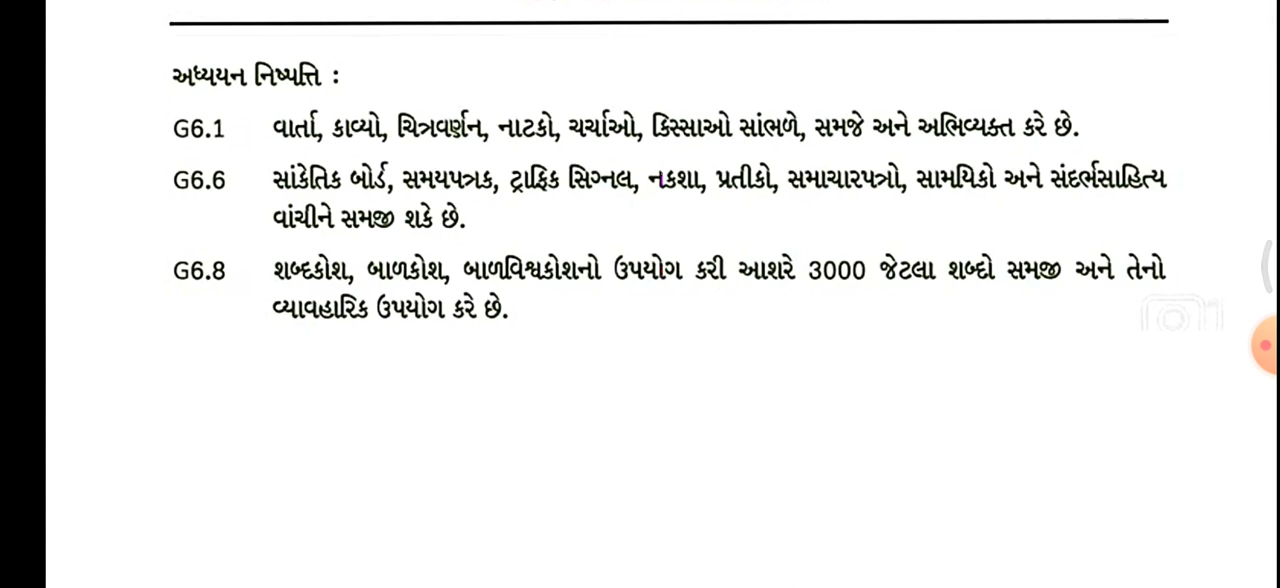 અધ્યયન નિષ્પત્તિ :
G6.1 વાર્તા, કાવ્યો, ચિત્રવર્ણન, નાટકો, ચર્ચાઓ, કિસ્સાઓ સાંભળે, સમજે અને અભિવ્યક્ત કરે છે.
G6.6 સાંકેતિક બોર્ડ, સમયપત્રક, ટ્રાફિક સિગ્નલ, નકશા, પ્રતીકો, સમાચારપત્રો, સામયિકો અને સંદર્ભસાહિત્ય
વાંચીને સમજી શકે છે.
G6.8 શબ્દકોશ, બાળકોશ, બાળવિશ્વકોશનો ઉપયોગ કરી આશરે 3000 જેટલા શબ્દો સમજી અને તેનો
વ્યાવહારિક ઉપયોગ કરે છે.